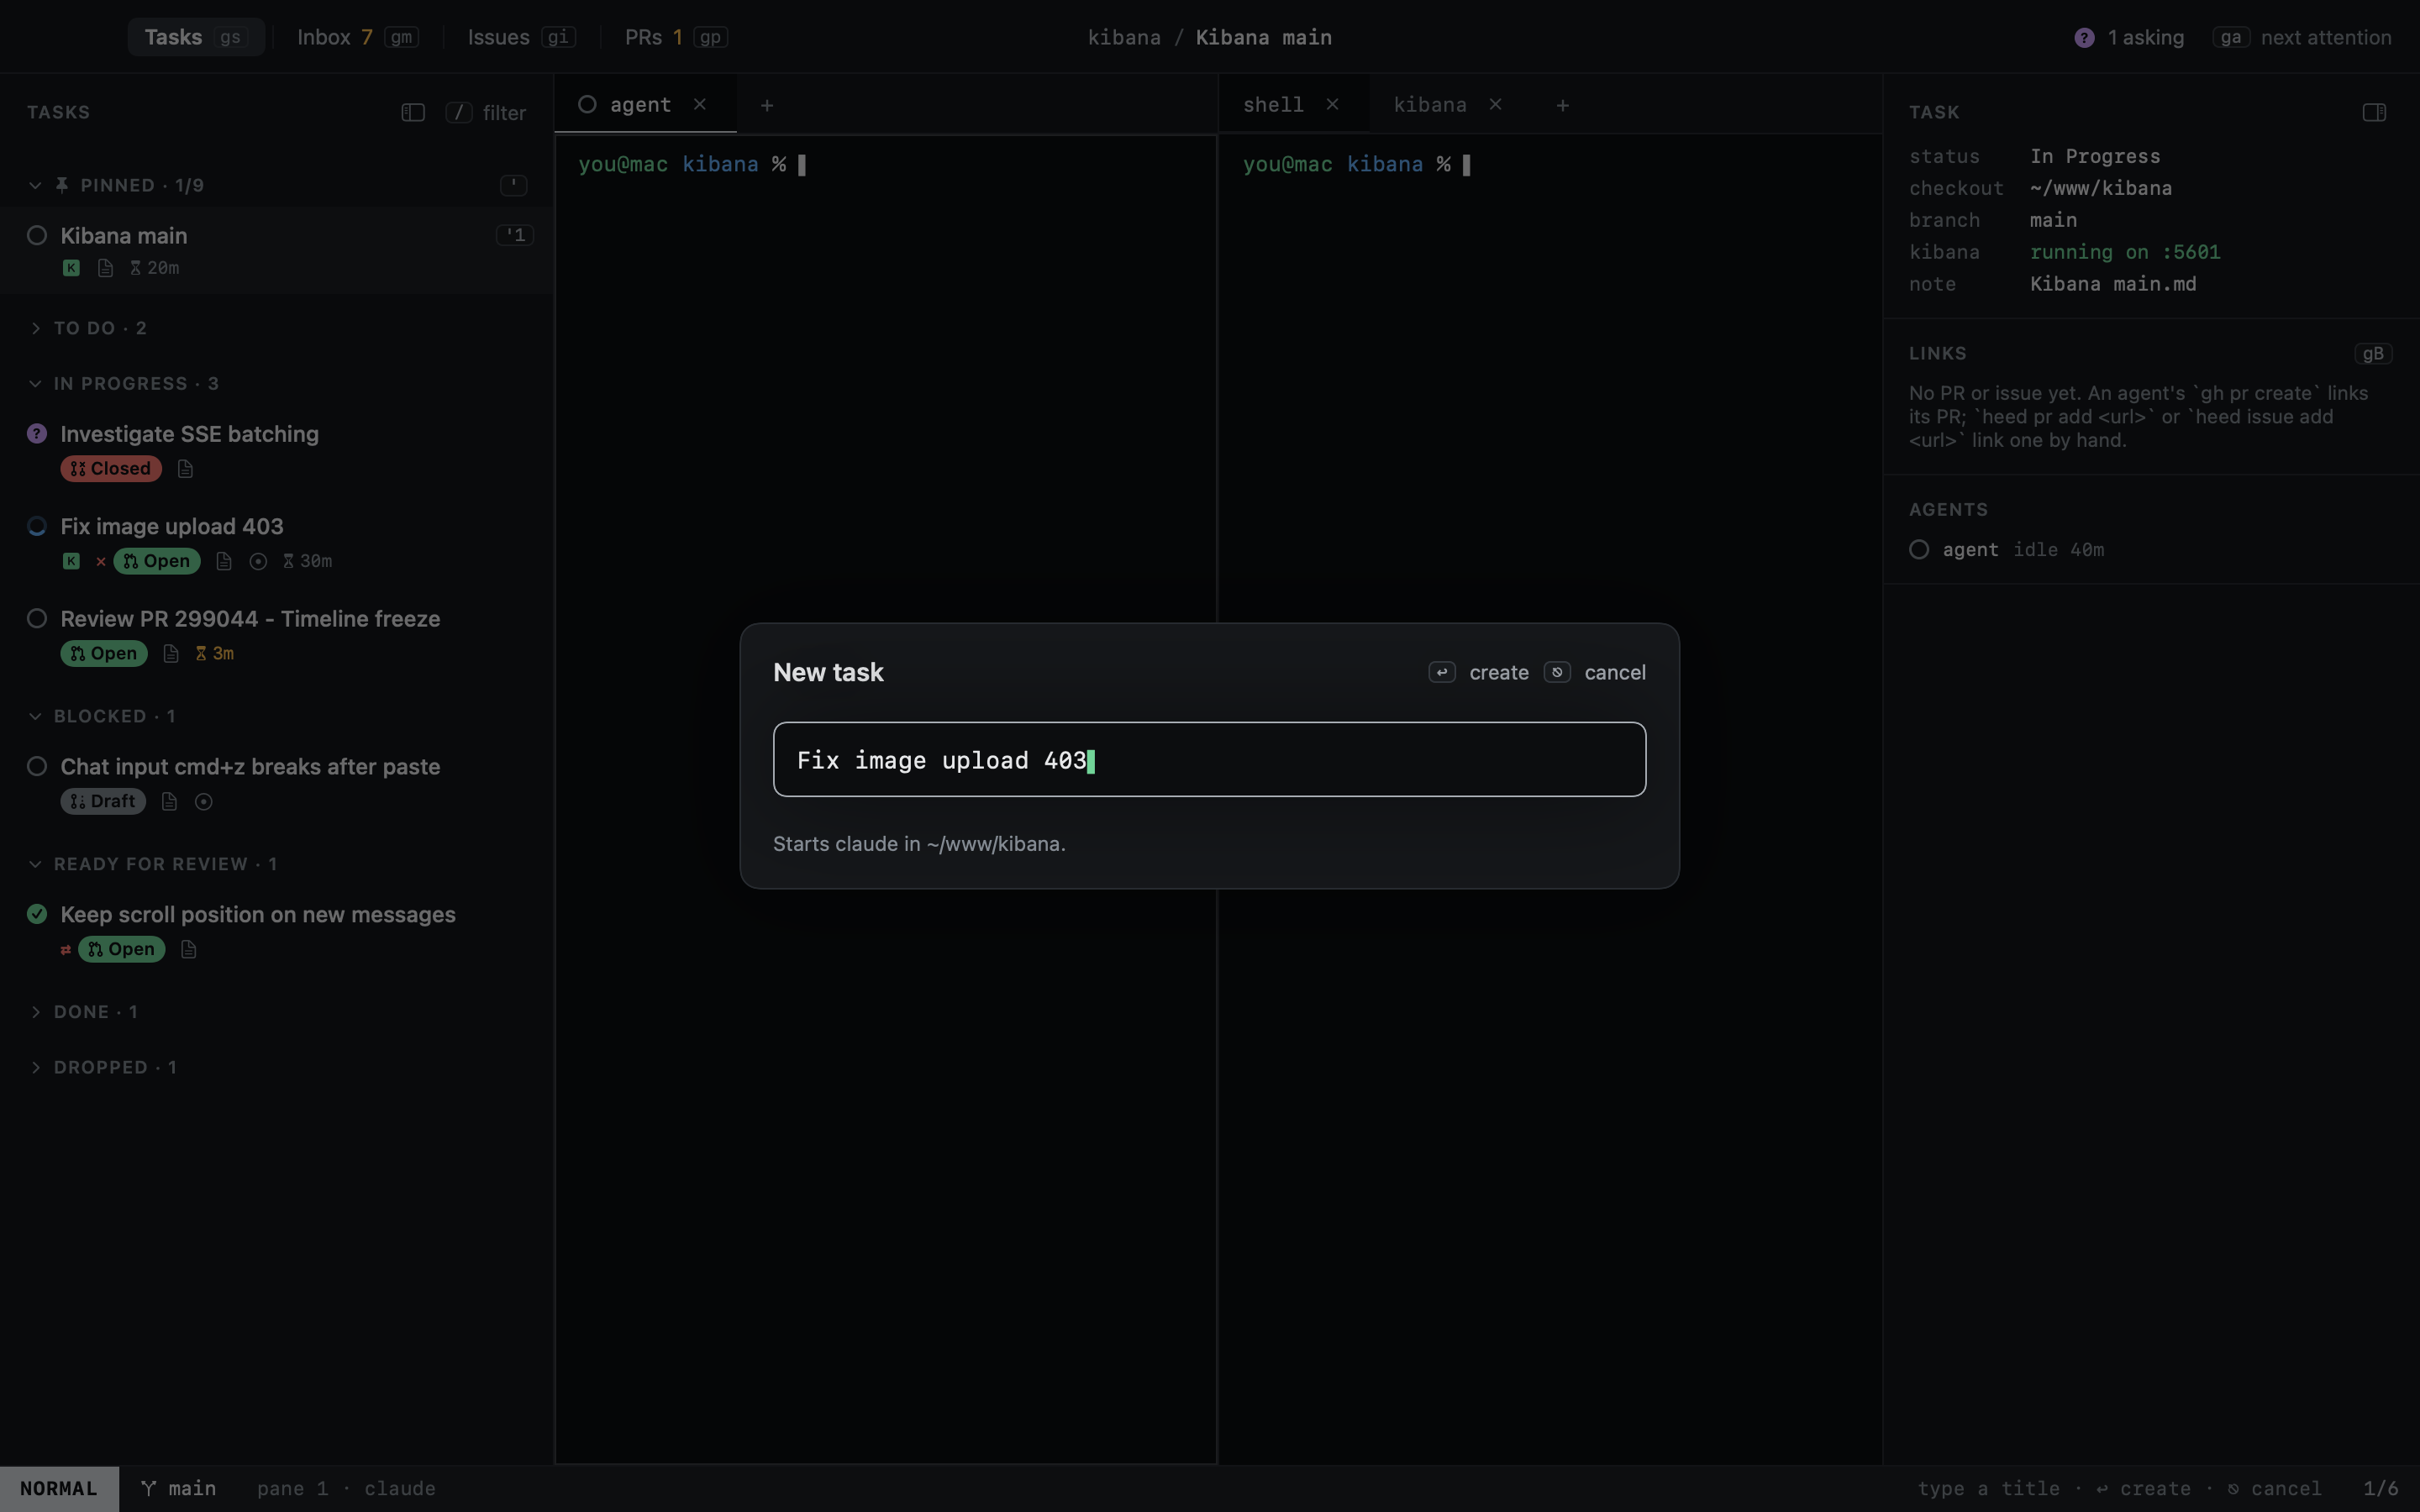 Tasks gs Inbox 7 gm Issues gi PRs 1 gp
kibana / Kibana main
? 1 asking ga next attention
TASKS / filter
PINNED · 1/9 '
Kibana main '1
K 20m
TO DO · 2
IN PROGRESS · 3
? Investigate SSE batching
Closed
Fix image upload 403
K × Open 30m
Review PR 299044 - Timeline freeze
Open 3m
BLOCKED · 1
Chat input cmd+z breaks after paste
Draft
READY FOR REVIEW · 1
Keep scroll position on new messages
Open
DONE · 1
DROPPED · 1
agent × +
you@mac kibana %
shell × kibana × +
you@mac kibana %
New task ↩ create ⎋ cancel
Fix image upload 403
Starts claude in ~/www/kibana.
TASK
status In Progress
checkout ~/www/kibana
branch main
kibana running on :5601
note Kibana main.md
LINKS gB
No PR or issue yet. An agent's `gh pr create` links
its PR; `heed pr add <url>` or `heed issue add
<url>` link one by hand.
AGENTS
agent idle 40m
NORMAL main pane 1 · claude
type a title · ↩ create · ⎋ cancel 1/6